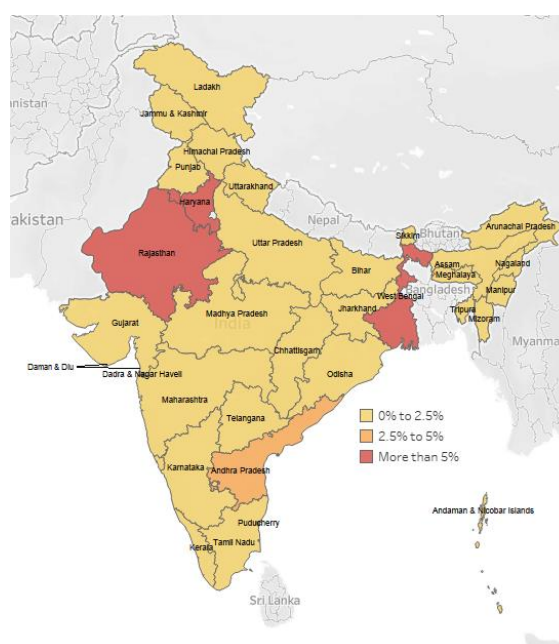 Ladakh
anistan
Jammu & Kashmir
Himachal Pradesh
Punjab
Uttarakhand
Haryana
akistan
Nepal
Bhutan
Arunachal Pradesh
Sikkim
Rajasthan
Uttar Pradesh
Assam
Nagaland
Meghalaya
Bihar
Bangladesh
Manipur
Jharkhand
West Bengal
Tripura
Mizoram
Gujarat
Madhya Pradesh
India
Myanma
Chhattisgarh
Daman & Diu
Dadra & Nagar Haveli
Odisha
Maharashtra
Telangana
0% to 2.5%
2.5% to 5%
More than 5%
Karnataka
Andhra Pradesh
Andaman & Nicobar Islands
Puducherry
Kerala
Tamil Nadu
Sri Lanka